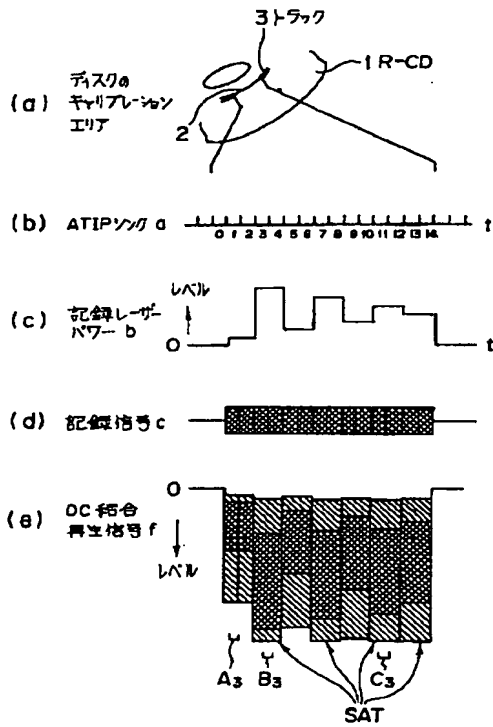 3トラック
1 R-CD
(a) ディスクの
キャリブレーション
エリア
2
(b) ATIPソング a
t
0 1 2 3 4 5 6 7 8 9 10 11 12 13 14
(c) 記録レーザー
パワー b
レベル
0
t
(d) 記録信号 c
0
(e) DC結合
再生信号 f
レベル
A3 B3 C3
SAT